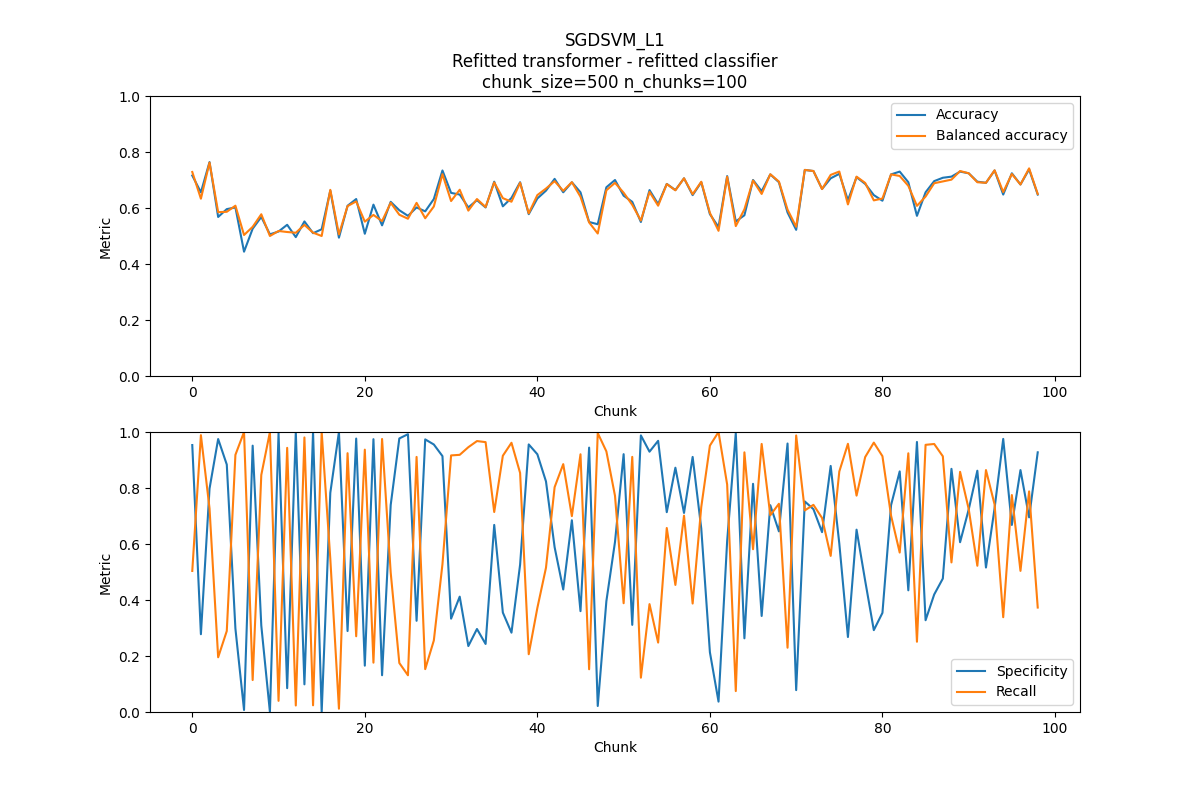 SGDSVM_L1
Refitted transformer - refitted classifier
chunk_size=500 n_chunks=100
1.0
0.8
0.6
0.4
0.2
0.0
Metric
Accuracy
Balanced accuracy
0 20 40 60 80 100
Chunk
1.0
0.8
0.6
0.4
0.2
0.0
Metric
Specificity
Recall
0 20 40 60 80 100
Chunk